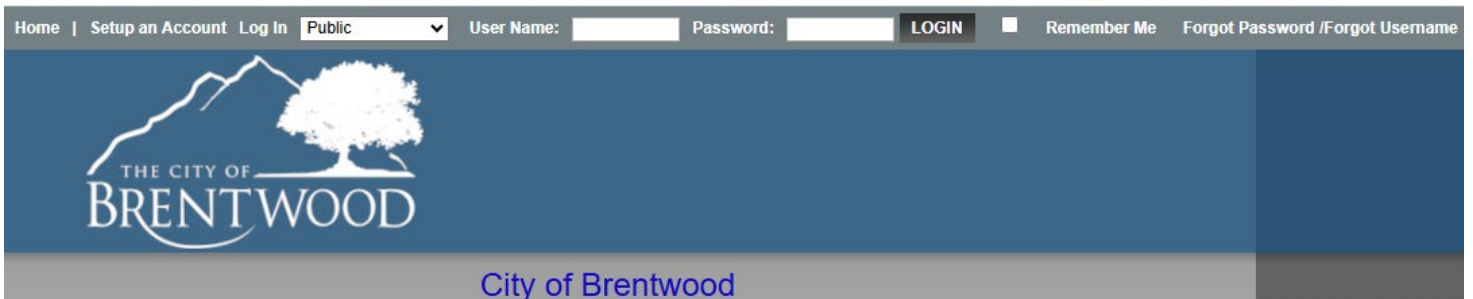 Home | Setup an Account Log In Public User Name: Password: LOGIN Remember Me Forgot Password /Forgot Username
THE CITY OF
BRENTWOOD
City of Brentwood